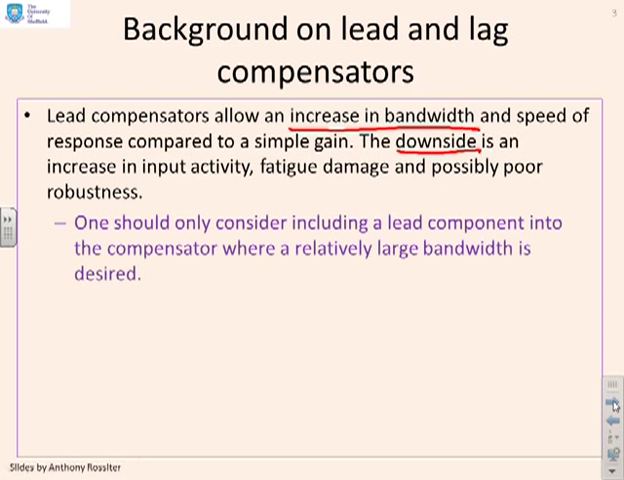 The
University
Of
Sheffield.
3
Background on lead and lag
compensators
• Lead compensators allow an increase in bandwidth and speed of
response compared to a simple gain. The downside is an
increase in input activity, fatigue damage and possibly poor
robustness.
– One should only consider including a lead component into
the compensator where a relatively large bandwidth is
desired.
Slides by Anthony Rossiter